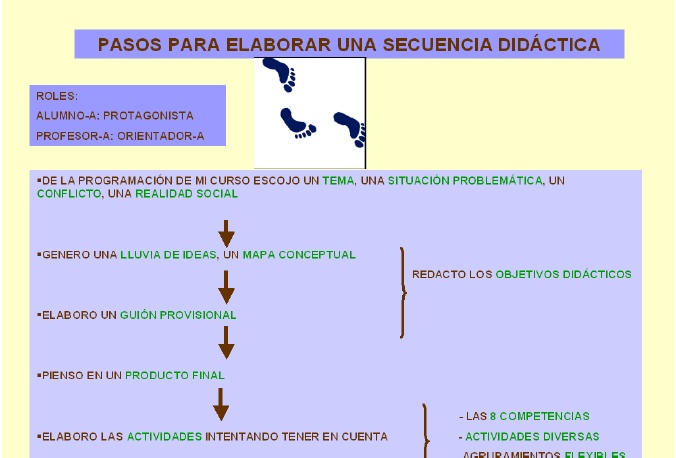 PASOS PARA ELABORAR UNA SECUENCIA DIDÁCTICA
ROLES:
ALUMNO-A: PROTAGONISTA
PROFESOR-A: ORIENTADOR-A
▪DE LA PROGRAMACIÓN DE MI CURSO ESCOJO UN TEMA, UNA SITUACIÓN PROBLEMÁTICA, UN
CONFLICTO, UNA REALIDAD SOCIAL
▪GENERO UNA LLUVIA DE IDEAS, UN MAPA CONCEPTUAL
REDACTO LOS OBJETIVOS DIDÁCTICOS
▪ELABORO UN GUIÓN PROVISIONAL
▪PIENSO EN UN PRODUCTO FINAL
- LAS 8 COMPETENCIAS
▪ELABORO LAS ACTIVIDADES INTENTANDO TENER EN CUENTA
- ACTIVIDADES DIVERSAS
-AGRUPAMIENTOS FLEXIBLES